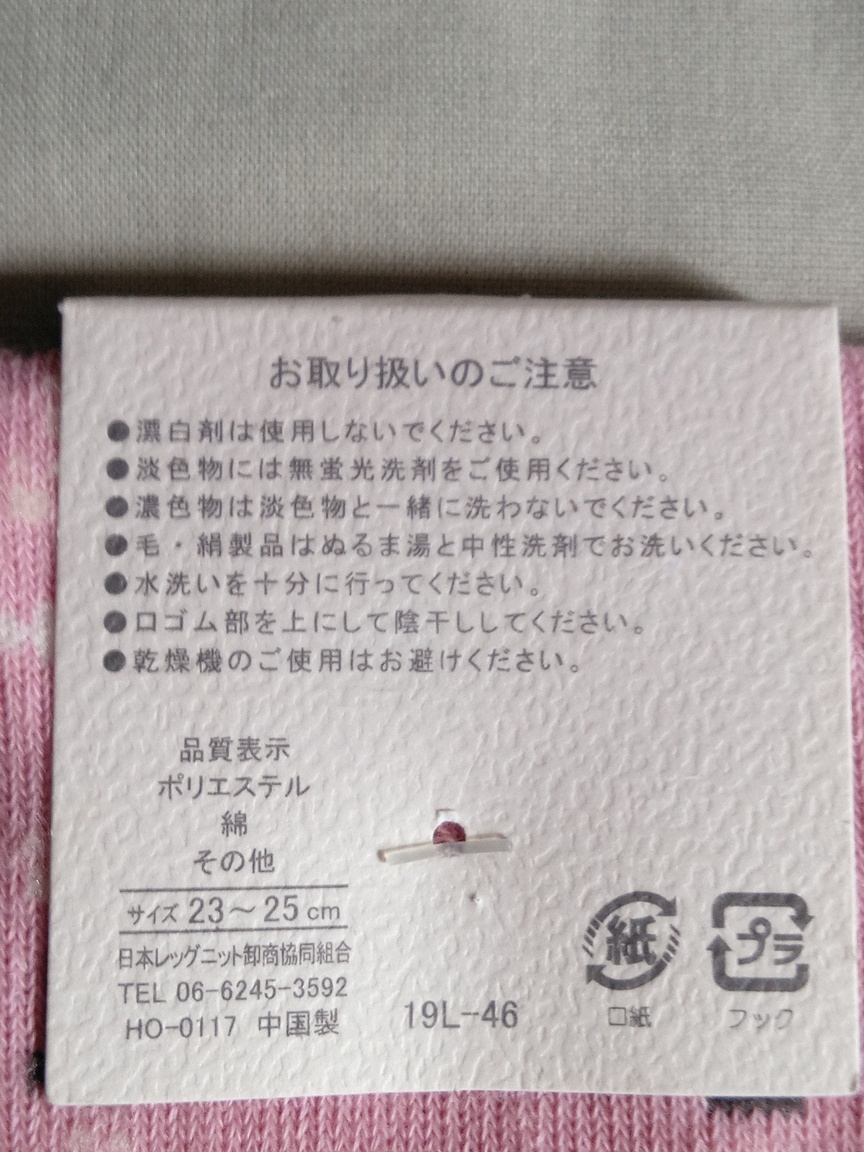 お取り扱いのご注意
●漂白剤は使用しないでください。
●淡色物には無蛍光洗剤をご使用ください。
●濃色物は淡色物と一緒に洗わないでください。
●毛・絹製品はぬるま湯と中性洗剤でお洗いください。
●水洗いを十分に行ってください。
●口ゴム部を上にして陰干ししてください。
●乾燥機のご使用はお避けください。
品質表示
ポリエステル
綿
その他
サイズ 23～25cm
日本レッグニット卸商協同組合
TEL 06-6245-3592
HO-0117 中国製
19L-46
紙
口紙
プラ
フック